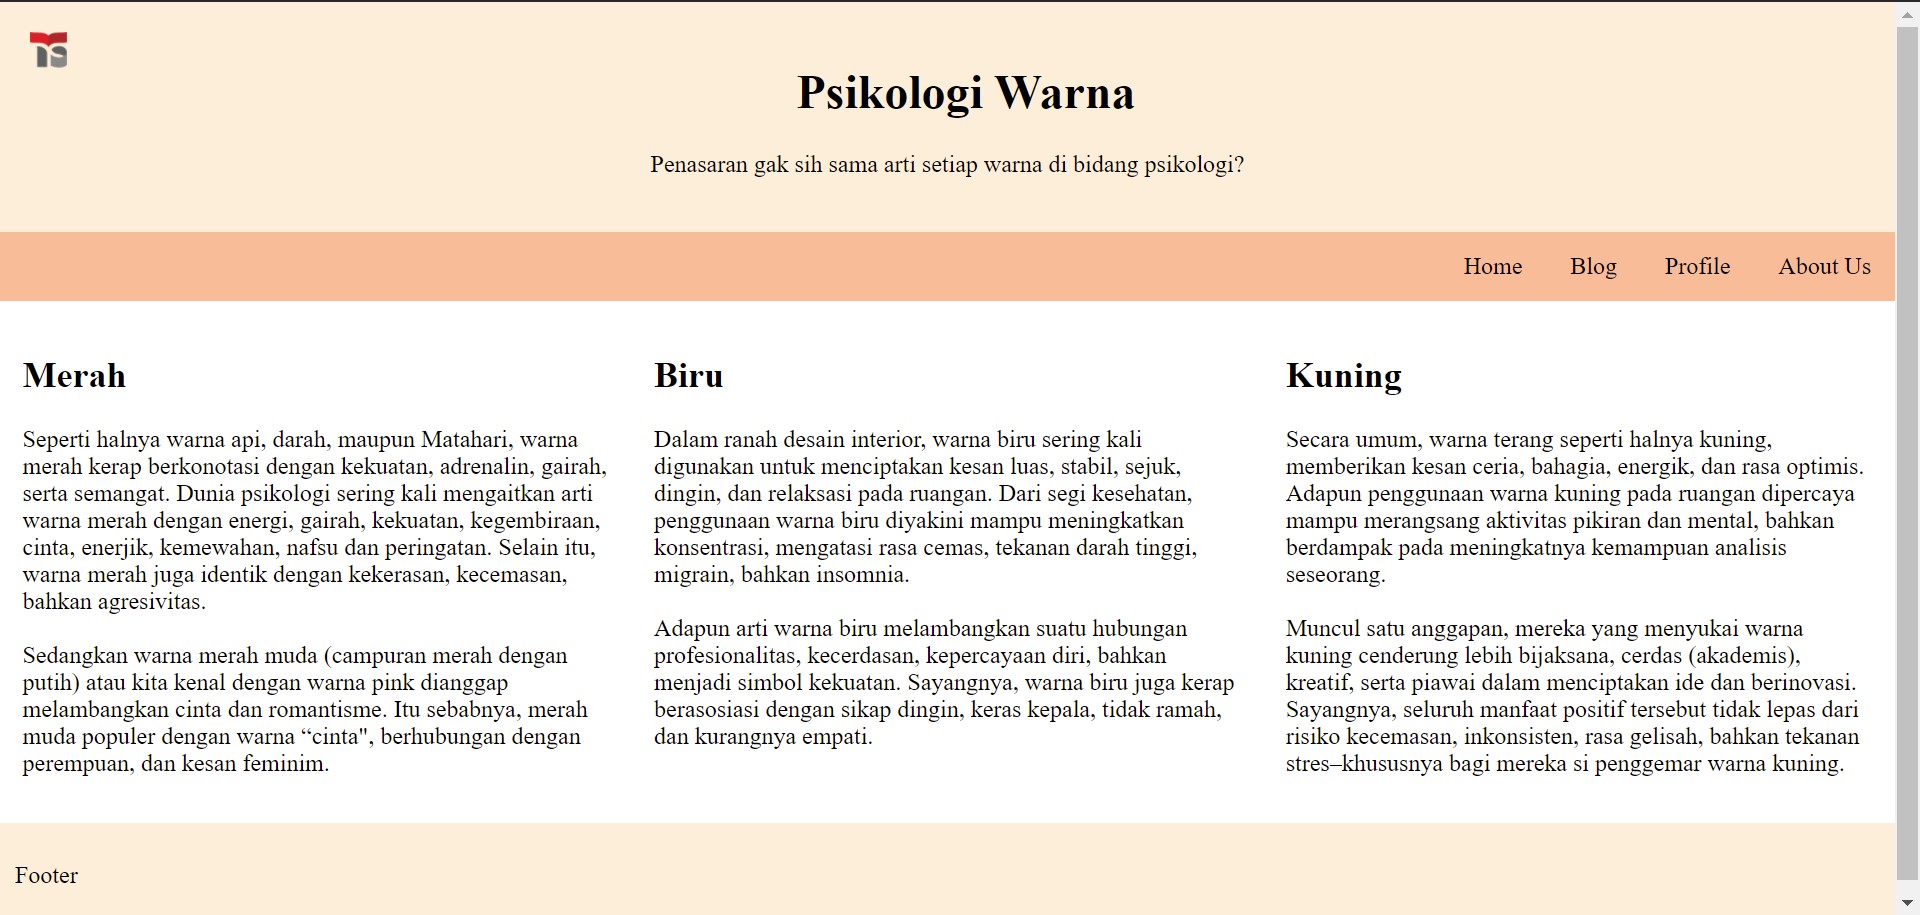 TS
Psikologi Warna
Penasaran gak sih sama arti setiap warna di bidang psikologi?
Home Blog Profile About Us
Merah
Seperti halnya warna api, darah, maupun Matahari, warna
merah kerap berkonotasi dengan kekuatan, adrenalin, gairah,
serta semangat. Dunia psikologi sering kali mengaitkan arti
warna merah dengan energi, gairah, kekuatan, kegembiraan,
cinta, enerjik, kemewahan, nafsu dan peringatan. Selain itu,
warna merah juga identik dengan kekerasan, kecemasan,
bahkan agresivitas.
Sedangkan warna merah muda (campuran merah dengan
putih) atau kita kenal dengan warna pink dianggap
melambangkan cinta dan romantisme. Itu sebabnya, merah
muda populer dengan warna “cinta", berhubungan dengan
perempuan, dan kesan feminim.
Biru
Dalam ranah desain interior, warna biru sering kali
digunakan untuk menciptakan kesan luas, stabil, sejuk,
dingin, dan relaksasi pada ruangan. Dari segi kesehatan,
penggunaan warna biru diyakini mampu meningkatkan
konsentrasi, mengatasi rasa cemas, tekanan darah tinggi,
migrain, bahkan insomnia.
Adapun arti warna biru melambangkan suatu hubungan
profesionalitas, kecerdasan, kepercayaan diri, bahkan
menjadi simbol kekuatan. Sayangnya, warna biru juga kerap
berasosiasi dengan sikap dingin, keras kepala, tidak ramah,
dan kurangnya empati.
Kuning
Secara umum, warna terang seperti halnya kuning,
memberikan kesan ceria, bahagia, energik, dan rasa optimis.
Adapun penggunaan warna kuning pada ruangan dipercaya
mampu merangsang aktivitas pikiran dan mental, bahkan
berdampak pada meningkatnya kemampuan analisis
seseorang.
Muncul satu anggapan, mereka yang menyukai warna
kuning cenderung lebih bijaksana, cerdas (akademis),
kreatif, serta piawai dalam menciptakan ide dan berinovasi.
Sayangnya, seluruh manfaat positif tersebut tidak lepas dari
risiko kecemasan, inkonsisten, rasa gelisah, bahkan tekanan
stres–khususnya bagi mereka si penggemar warna kuning.
Footer